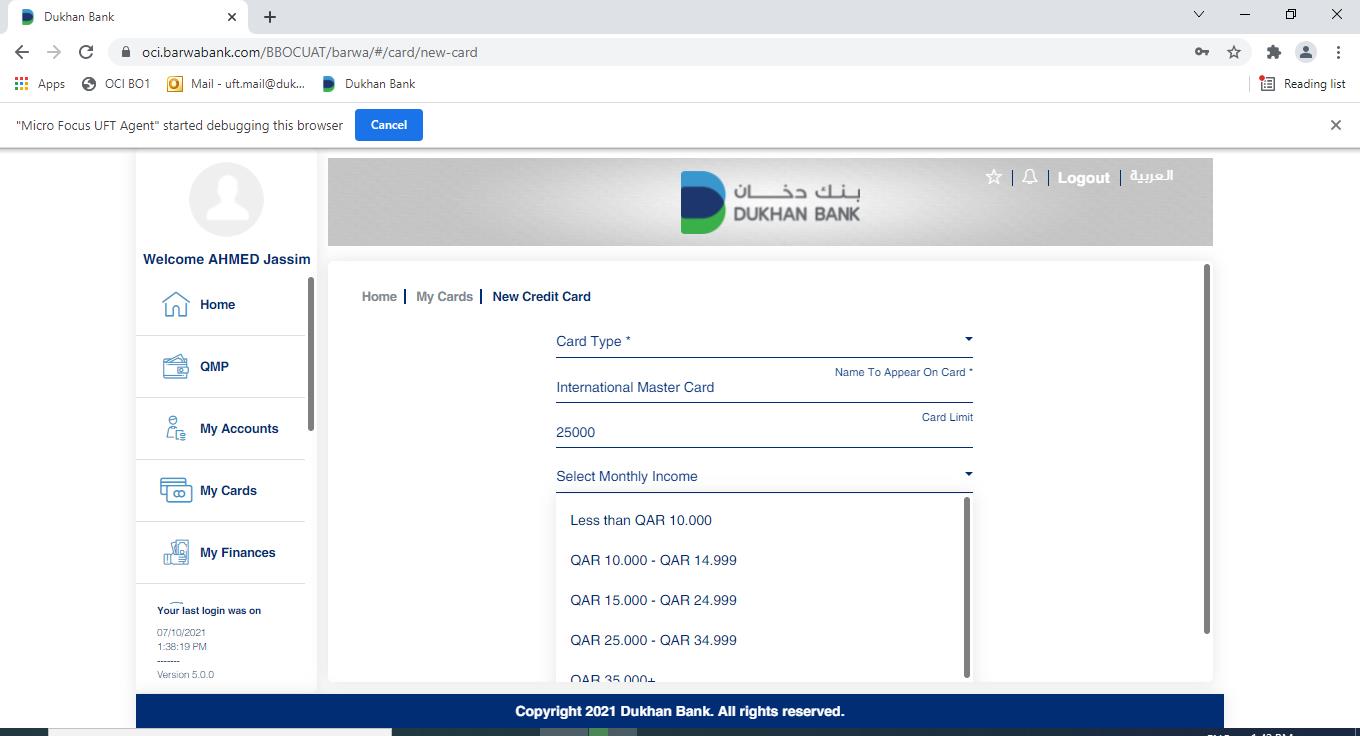 Dukhan Bank
oci.barwabank.com/BBOCUAT/barwa/#/card/new-card
Apps OCI BO1 Mail - uft.mail@duk... Dukhan Bank Reading list
"Micro Focus UFT Agent" started debugging this browser Cancel
بنك دخان
DUKHAN BANK
Logout العربية
Welcome AHMED Jassim
Home
QMP
My Accounts
My Cards
My Finances
Your last login was on
07/10/2021
1:38:19 PM
-------
Version 5.0.0
Home My Cards New Credit Card
Card Type *
Name To Appear On Card *
International Master Card
Card Limit
25000
Select Monthly Income
Less than QAR 10.000
QAR 10.000 - QAR 14.999
QAR 15.000 - QAR 24.999
QAR 25.000 - QAR 34.999
QAR 35.000+
Copyright 2021 Dukhan Bank. All rights reserved.